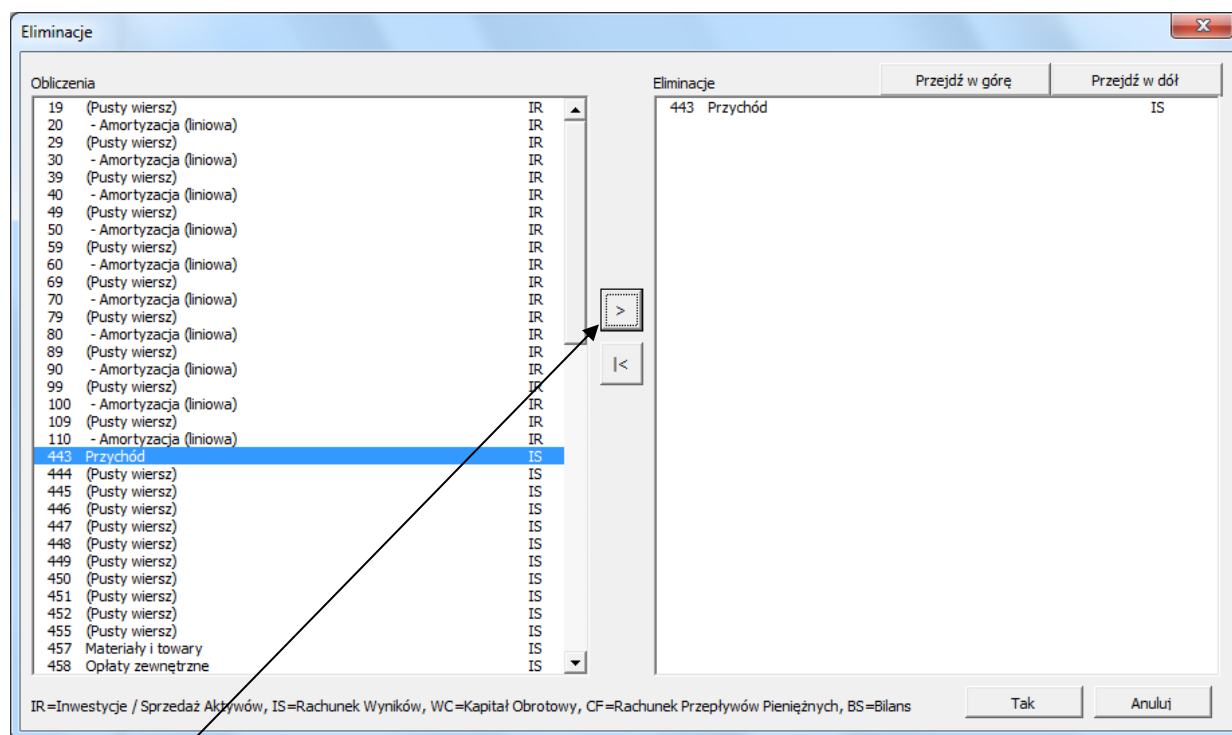 Eliminacje
Obliczenia
19 (Pusty wiersz) IR
20 - Amortyzacja (liniowa) IR
29 (Pusty wiersz) IR
30 - Amortyzacja (liniowa) IR
39 (Pusty wiersz) IR
40 - Amortyzacja (liniowa) IR
49 (Pusty wiersz) IR
50 - Amortyzacja (liniowa) IR
59 (Pusty wiersz) IR
60 - Amortyzacja (liniowa) IR
69 (Pusty wiersz) IR
70 - Amortyzacja (liniowa) IR
79 (Pusty wiersz) IR
80 - Amortyzacja (liniowa) IR
89 (Pusty wiersz) IR
90 - Amortyzacja (liniowa) IR
99 (Pusty wiersz) IR
100 - Amortyzacja (liniowa) IR
109 (Pusty wiersz) IR
110 - Amortyzacja (liniowa) IR
443 Przychód IS
444 (Pusty wiersz) IS
445 (Pusty wiersz) IS
446 (Pusty wiersz) IS
447 (Pusty wiersz) IS
448 (Pusty wiersz) IS
449 (Pusty wiersz) IS
450 (Pusty wiersz) IS
451 (Pusty wiersz) IS
452 (Pusty wiersz) IS
455 (Pusty wiersz) IS
457 Materiały i towary IS
458 Opłaty zewnętrzne IS
>
|<
Eliminacje
Przejdź w górę
Przejdź w dół
443 Przychód IS
IR=Inwestycje / Sprzedaż Aktywów, IS=Rachunek Wyników, WC=Kapitał Obrotowy, CF=Rachunek Przepływów Pieniężnych, BS=Bilans
Tak
Anuluj